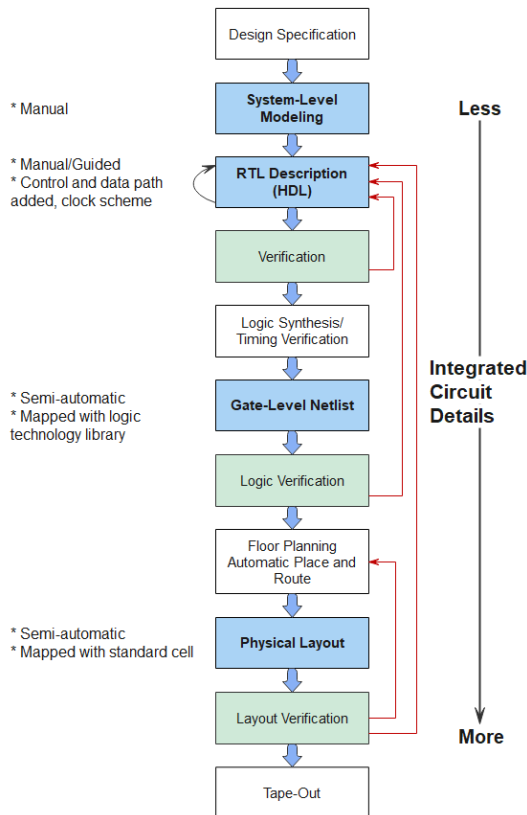 Design Specification
* Manual
System-Level
Modeling
Less
* Manual/Guided
* Control and data path
added, clock scheme
RTL Description
(HDL)
Verification
Logic Synthesis/
Timing Verification
Integrated
Circuit
Details
* Semi-automatic
* Mapped with logic
technology library
Gate-Level Netlist
Logic Verification
Floor Planning
Automatic Place and
Route
* Semi-automatic
* Mapped with standard cell
Physical Layout
Layout Verification
More
Tape-Out